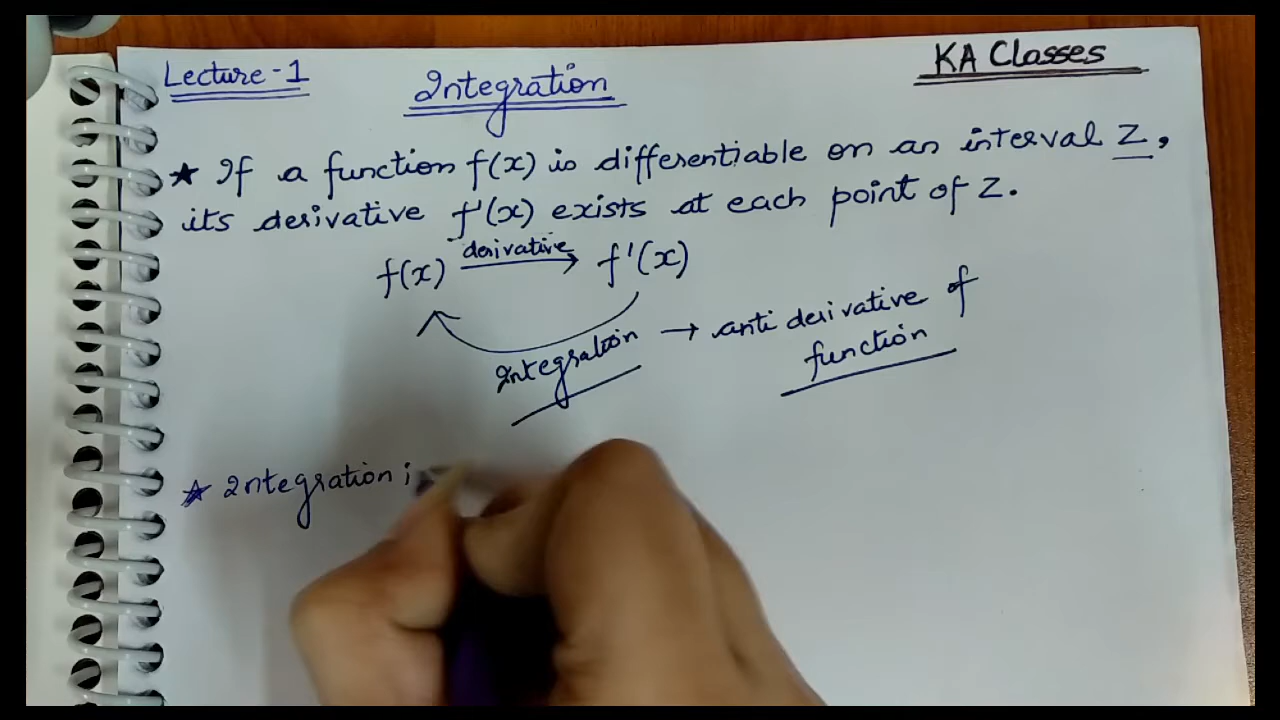 Lecture-1
Integration
KA Classes
★ If a function f(x) is differentiable on an interval I,
its derivative f'(x) exists at each point of I.
f(x) derivative → f'(x)
Integration → anti derivative of
function
★ Integration i